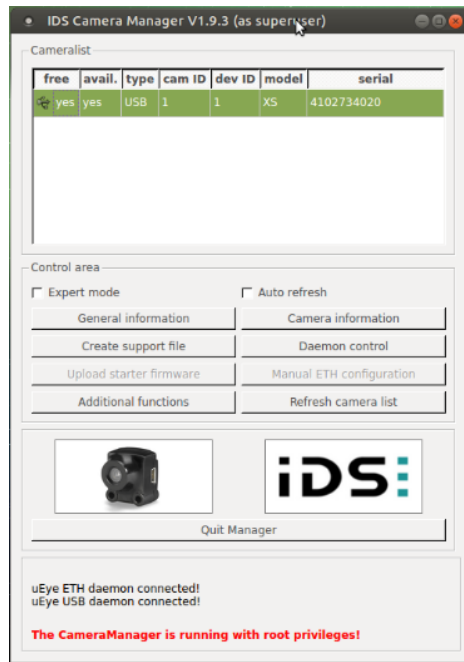 IDS Camera Manager V1.9.3 (as superuser)
Cameralist
free avail. type cam ID dev ID model serial
yes yes USB 1 1 XS 4102734020
Control area
Expert mode Auto refresh
General information Camera information
Create support file Daemon control
Upload starter firmware Manual ETH configuration
Additional functions Refresh camera list
iDS:
Quit Manager
uEye ETH daemon connected!
uEye USB daemon connected!
The CameraManager is running with root privileges!